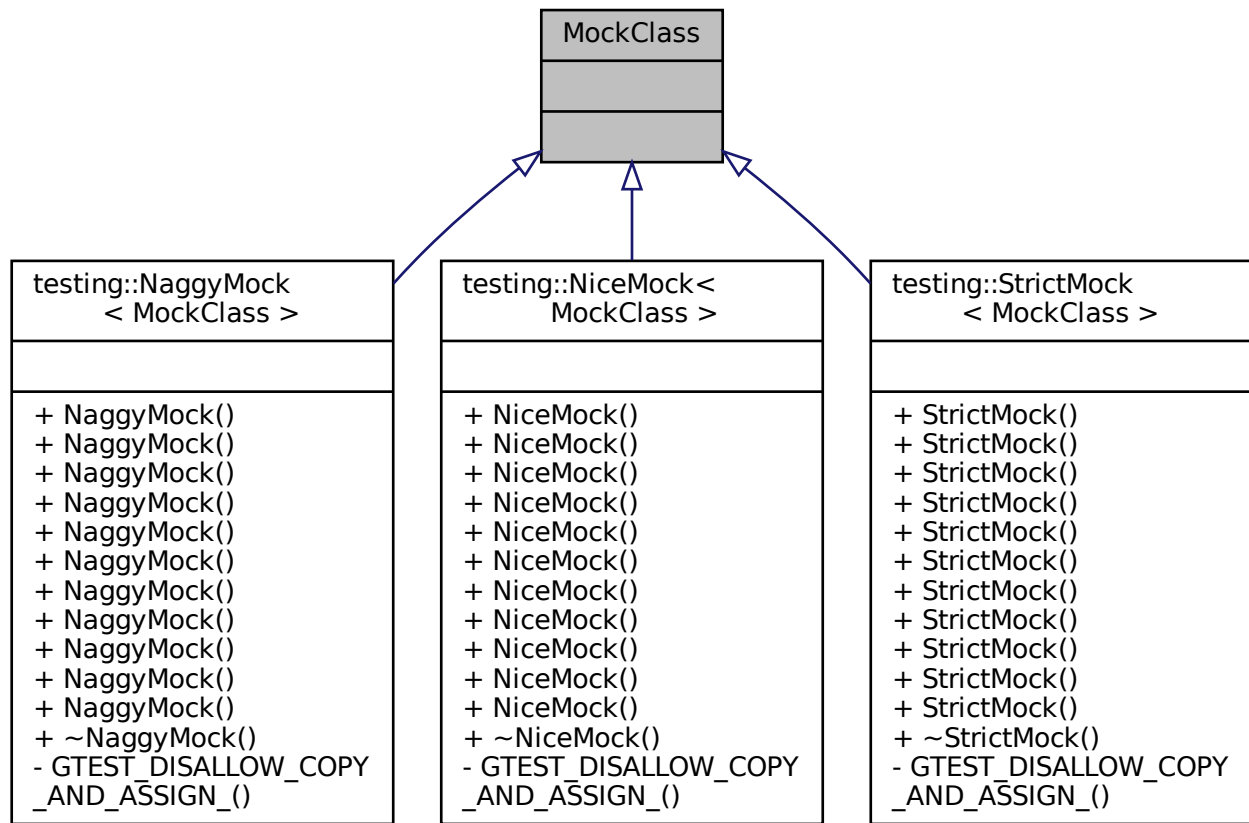 MockClass
testing::NaggyMock
< MockClass >
+ NaggyMock()
+ NaggyMock()
+ NaggyMock()
+ NaggyMock()
+ NaggyMock()
+ NaggyMock()
+ NaggyMock()
+ NaggyMock()
+ NaggyMock()
+ NaggyMock()
+ NaggyMock()
+ ~NaggyMock()
- GTEST_DISALLOW_COPY
_AND_ASSIGN_()
testing::NiceMock<
MockClass >
+ NiceMock()
+ NiceMock()
+ NiceMock()
+ NiceMock()
+ NiceMock()
+ NiceMock()
+ NiceMock()
+ NiceMock()
+ NiceMock()
+ NiceMock()
+ NiceMock()
+ ~NiceMock()
- GTEST_DISALLOW_COPY
_AND_ASSIGN_()
testing::StrictMock
< MockClass >
+ StrictMock()
+ StrictMock()
+ StrictMock()
+ StrictMock()
+ StrictMock()
+ StrictMock()
+ StrictMock()
+ StrictMock()
+ StrictMock()
+ StrictMock()
+ StrictMock()
+ ~StrictMock()
- GTEST_DISALLOW_COPY
_AND_ASSIGN_()